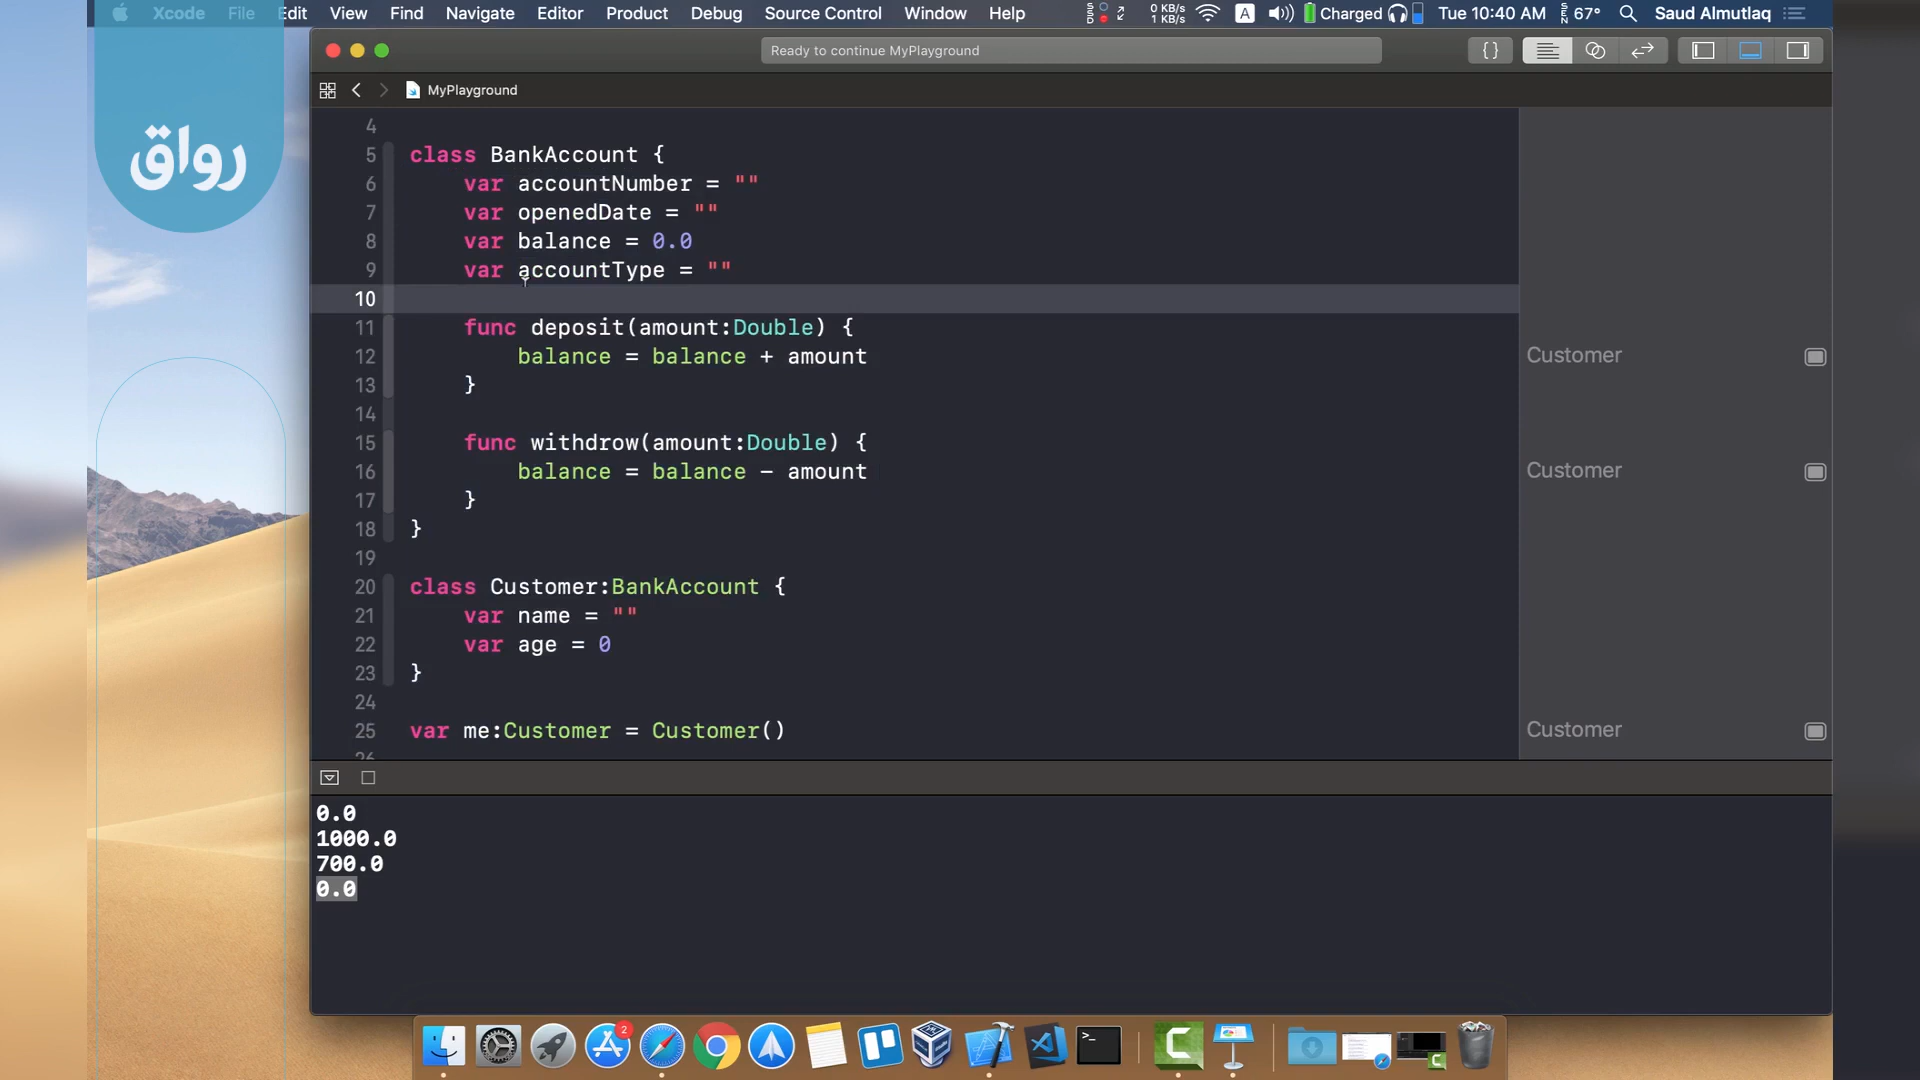 Xcode File Edit View Find Navigate Editor Product Debug Source Control Window Help 0 KB/s 1 KB/s A Charged Tue 10:40 AM 67° Saud Almutlaq
رواق
Ready to continue MyPlayground
{ }
MyPlayground
4
5 class BankAccount {
6 var accountNumber = ""
7 var openedDate = ""
8 var balance = 0.0
9 var accountType = ""
10
11 func deposit(amount:Double) {
12 balance = balance + amount
Customer
13 }
14
15 func withdrow(amount:Double) {
16 balance = balance - amount
Customer
17 }
18 }
19
20 class Customer:BankAccount {
21 var name = ""
22 var age = 0
23 }
24
25 var me:Customer = Customer()
Customer
26
0.0
1000.0
700.0
0.0
2